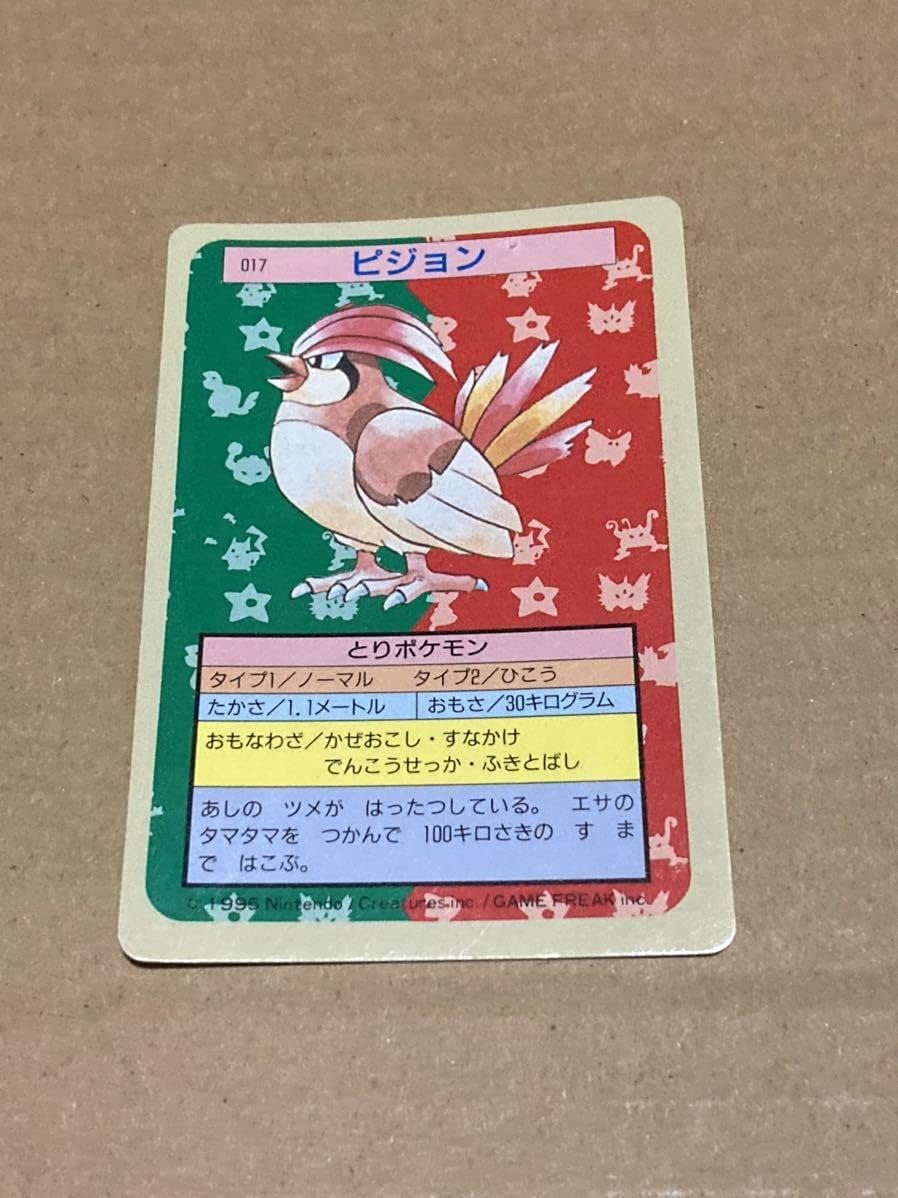 017 ピジョン
とりポケモン
タイプ1/ノーマル タイプ2/ひこう
たかさ/1.1メートル おもさ/30キログラム
おもなわざ/かぜおこし・すなかけ
でんこうせっか・ふきとばし
あしの ツメが はったつしている。 エサの
タマタマを つかんで 100キロさきの す ま
で はこぶ。
© 1995 Nintendo / Creatures inc. / GAME FREAK inc.